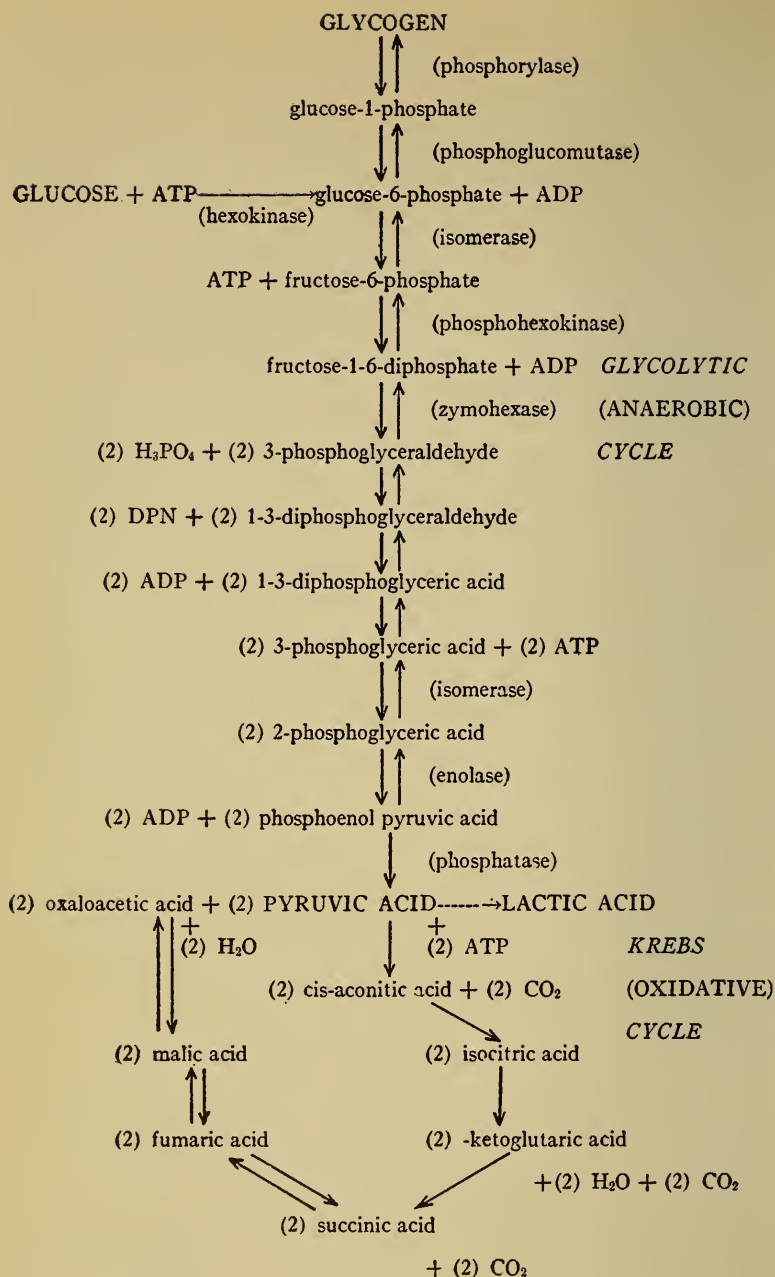 GLYCOGEN
(phosphorylase)
glucose-1-phosphate
(phosphoglucomutase)
GLUCOSE + ATP glucose-6-phosphate + ADP
(hexokinase)
(isomerase)
ATP + fructose-6-phosphate
(phosphohexokinase)
fructose-1-6-diphosphate + ADP GLYCOLYTIC
(zymohexase) (ANAEROBIC)
(2) H₃PO₄ + (2) 3-phosphoglyceraldehyde CYCLE
(2) DPN + (2) 1-3-diphosphoglyceraldehyde
(2) ADP + (2) 1-3-diphosphoglyceric acid
(2) 3-phosphoglyceric acid + (2) ATP
(isomerase)
(2) 2-phosphoglyceric acid
(enolase)
(2) ADP + (2) phosphoenol pyruvic acid
(phosphatase)
(2) oxaloacetic acid + (2) PYRUVIC ACID LACTIC ACID
+ +
(2) H₂O (2) ATP KREBS
(2) cis-aconitic acid + (2) CO₂ (OXIDATIVE)
CYCLE
(2) malic acid (2) isocitric acid
(2) fumaric acid (2) -ketoglutaric acid
+(2) H₂O + (2) CO₂
(2) succinic acid
+ (2) CO₂